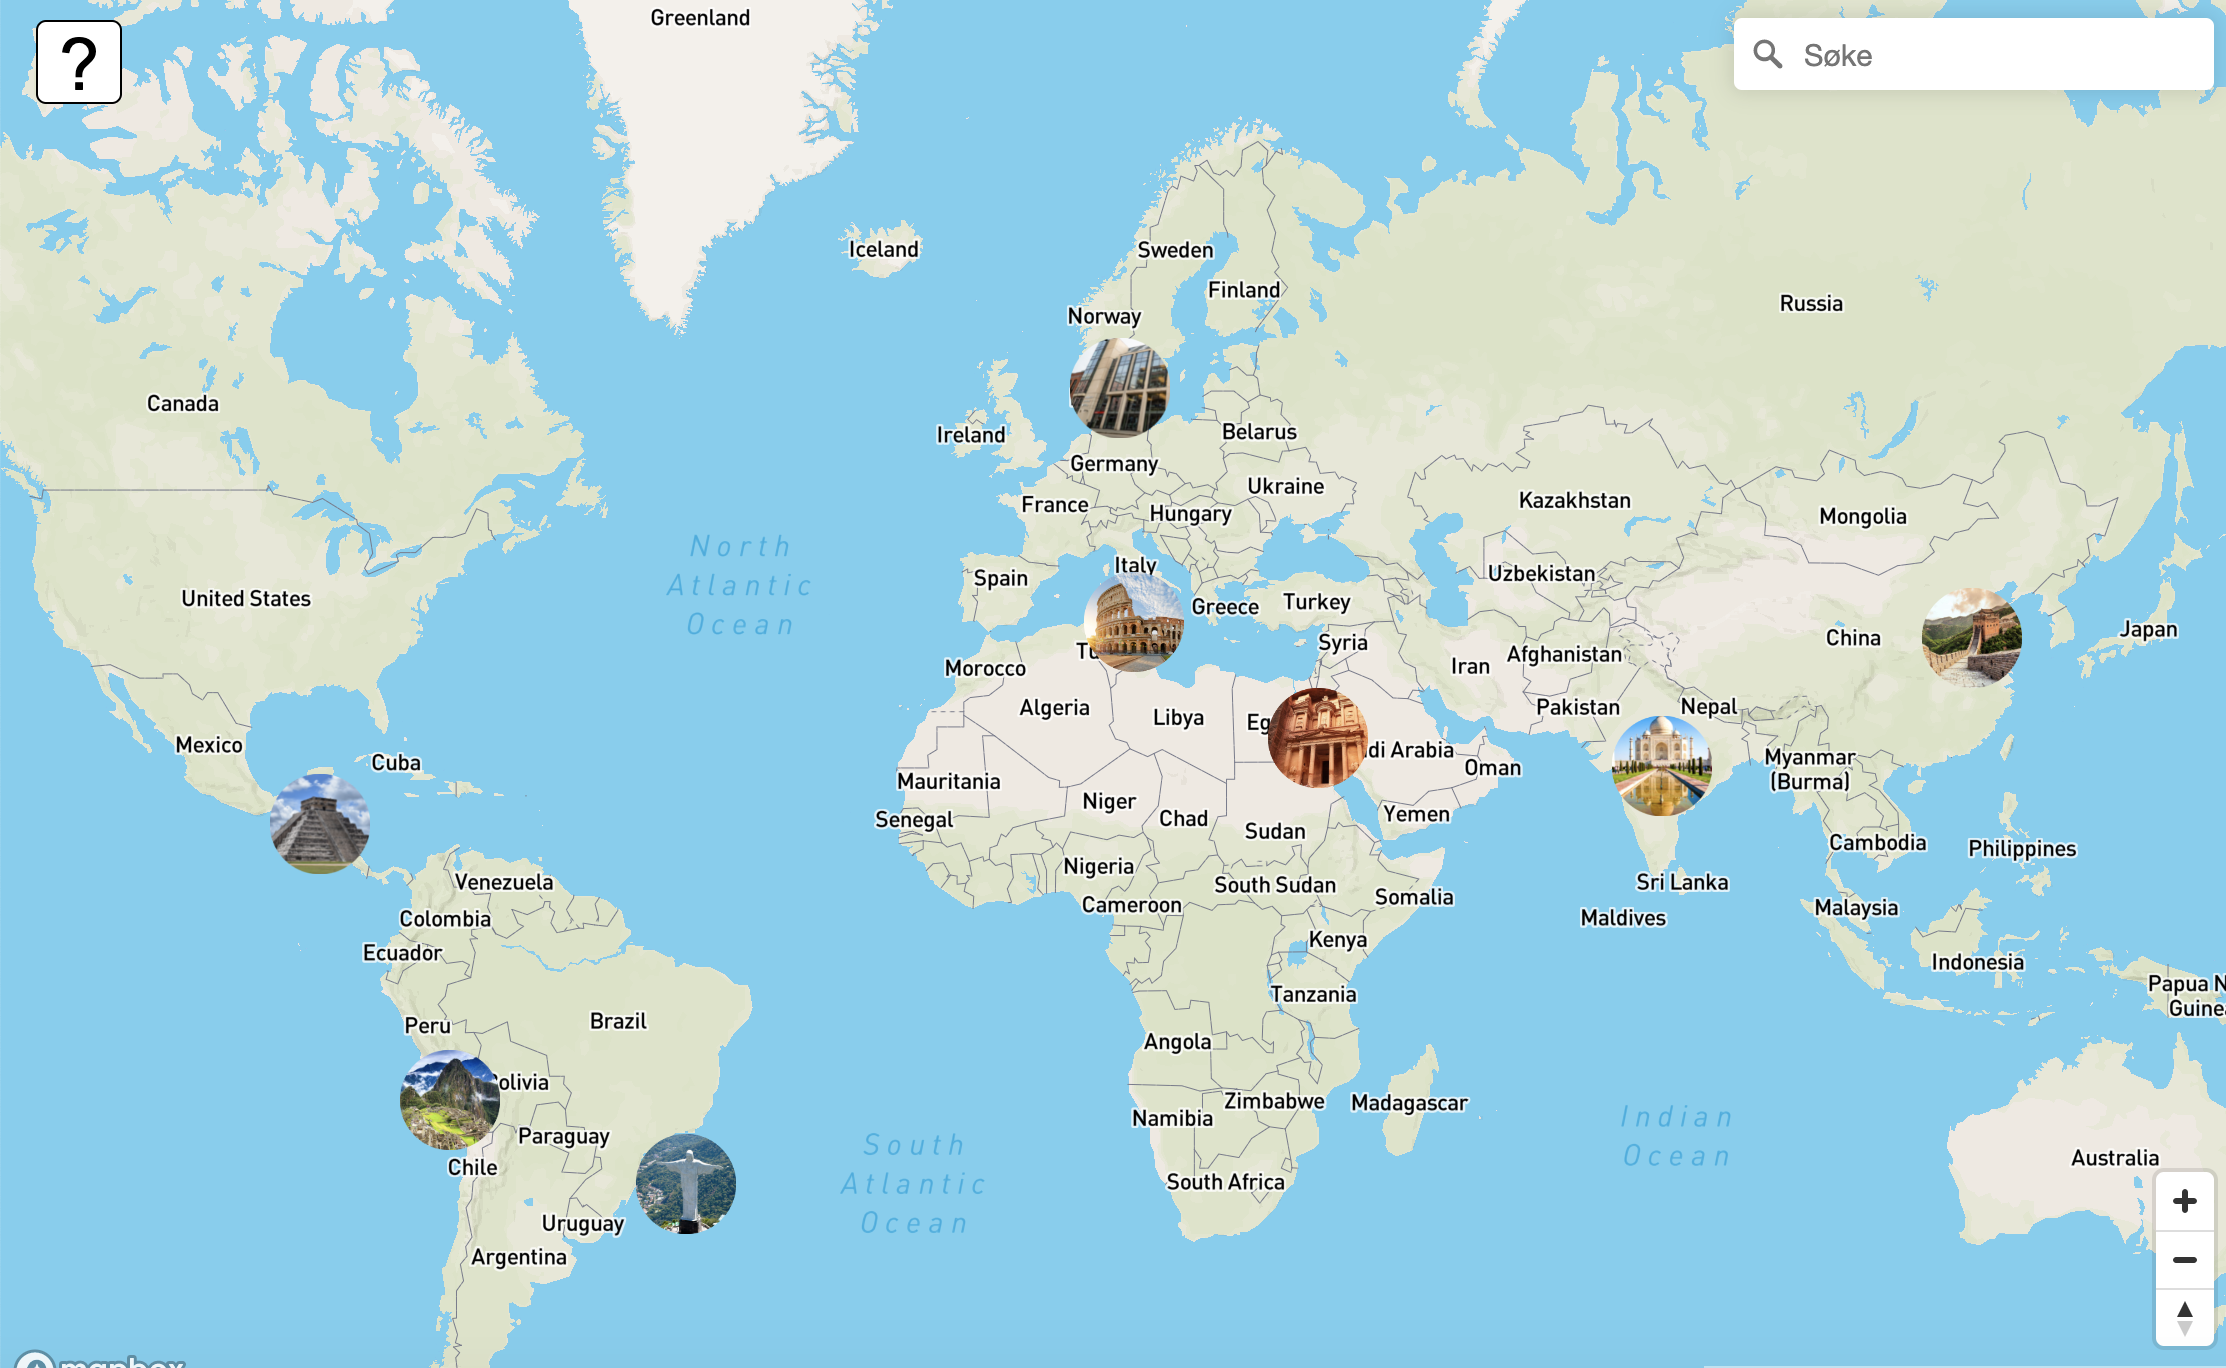 Greenland
?
Søke
Iceland
Sweden
Finland
Norway
Russia
Canada
Ireland
Belarus
Germany
Ukraine
France
Hungary
Kazakhstan
Mongolia
North
Atlantic
Ocean
Italy
Spain
Uzbekistan
United States
Greece
Turkey
China
Japan
Syria
Afghanistan
Iran
Morocco
Algeria
Libya
Pakistan
Nepal
Mexico
Cuba
di Arabia
Oman
Myanmar
(Burma)
Mauritania
Niger
Chad
Yemen
Senegal
Sudan
Cambodia
Philippines
Nigeria
Venezuela
South Sudan
Sri Lanka
Somalia
Cameroon
Colombia
Maldives
Malaysia
Ecuador
Kenya
Indonesia
Tanzania
Papua N
Guine
Brazil
Peru
Angola
olivia
Zimbabwe
Madagascar
Namibia
Indian
Ocean
Paraguay
South
Atlantic
Ocean
Chile
Australia
South Africa
Uruguay
Argentina
+
−
mapbox